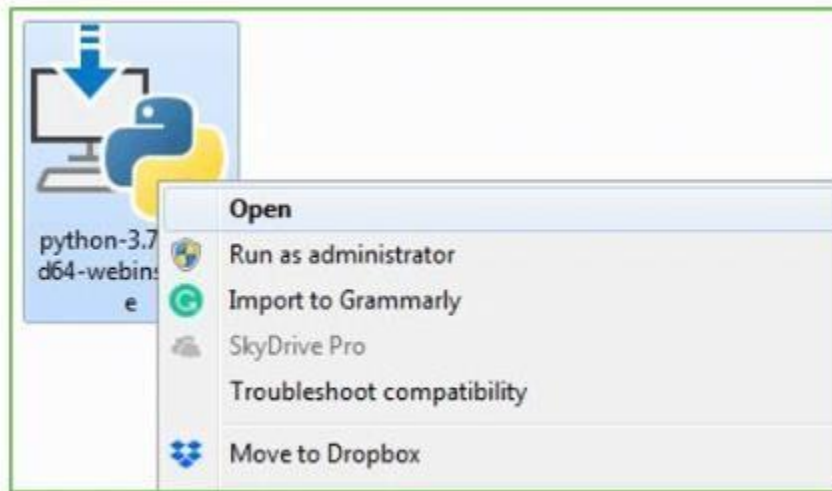 python-3.7
d64-webins
e
Open
Run as administrator
Import to Grammarly
SkyDrive Pro
Troubleshoot compatibility
Move to Dropbox